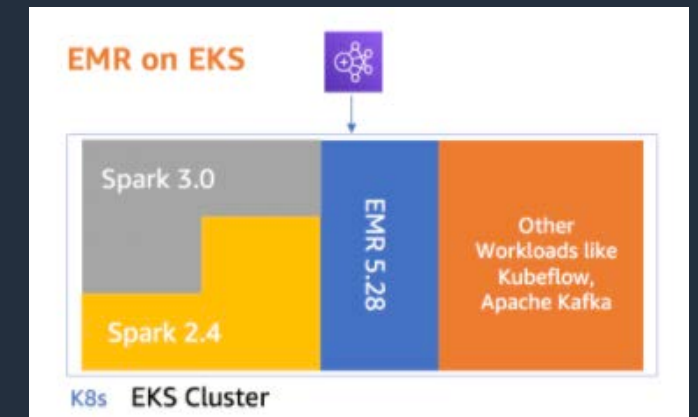 EMR on EKS
Spark 3.0
Spark 2.4
EMR 5.28
Other
Workloads like
Kubeflow,
Apache Kafka
K8s EKS Cluster